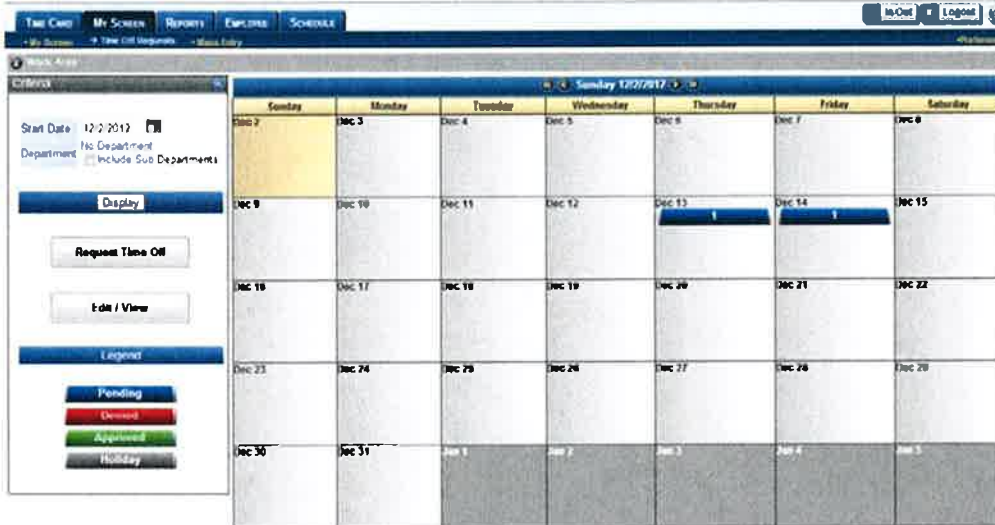 TIME CARD MY SCREEN REPORTS EMPLOYEE SCHEDULE
In/Out Logout
• My Screen Time Off Requests • Mass Entry
Work Area
Criteria
Sunday 12/2/2012
Sunday Monday Tuesday Wednesday Thursday Friday Saturday
Start Date 12/2/2012
Department No Department
Include Sub Departments
Display
Request Time Off
Edit / View
Legend
Pending
Denied
Approved
Holiday
Dec 2 Dec 3 Dec 4 Dec 5 Dec 6 Dec 7 Dec 8
Dec 9 Dec 10 Dec 11 Dec 12 Dec 13 Dec 14 Dec 15
1 1
Dec 16 Dec 17 Dec 18 Dec 19 Dec 20 Dec 21 Dec 22
Dec 23 Dec 24 Dec 25 Dec 26 Dec 27 Dec 28 Dec 29
Dec 30 Dec 31 Jan 1 Jan 2 Jan 3 Jan 4 Jan 5